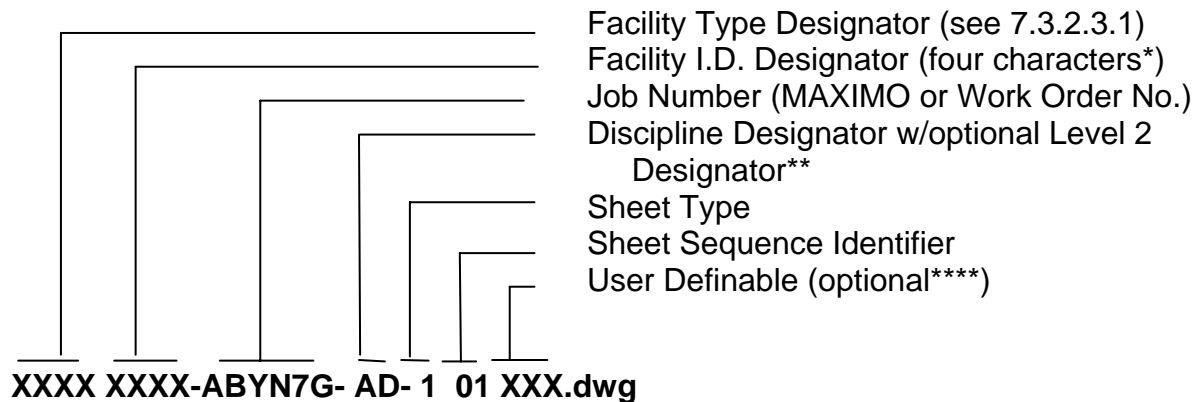 Facility Type Designator (see 7.3.2.3.1)
Facility I.D. Designator (four characters*)
Job Number (MAXIMO or Work Order No.)
Discipline Designator w/optional Level 2
Designator**
Sheet Type
Sheet Sequence Identifier
User Definable (optional****)
XXXX XXXX-ABYN7G- AD- 1 01 XXX.dwg